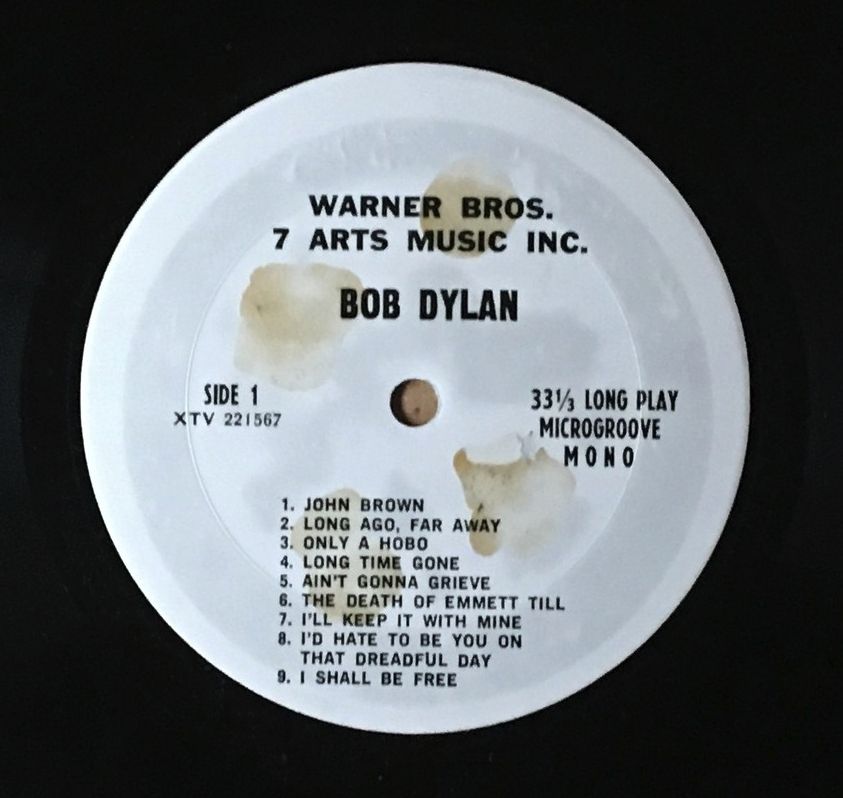 WARNER BROS.
7 ARTS MUSIC INC.
BOB DYLAN
SIDE 1
XTV 221567
33⅓ LONG PLAY
MICROGROOVE
MONO
1. JOHN BROWN
2. LONG AGO, FAR AWAY
3. ONLY A HOBO
4. LONG TIME GONE
5. AIN'T GONNA GRIEVE
6. THE DEATH OF EMMETT TILL
7. I'LL KEEP IT WITH MINE
8. I'D HATE TO BE YOU ON
THAT DREADFUL DAY
9. I SHALL BE FREE